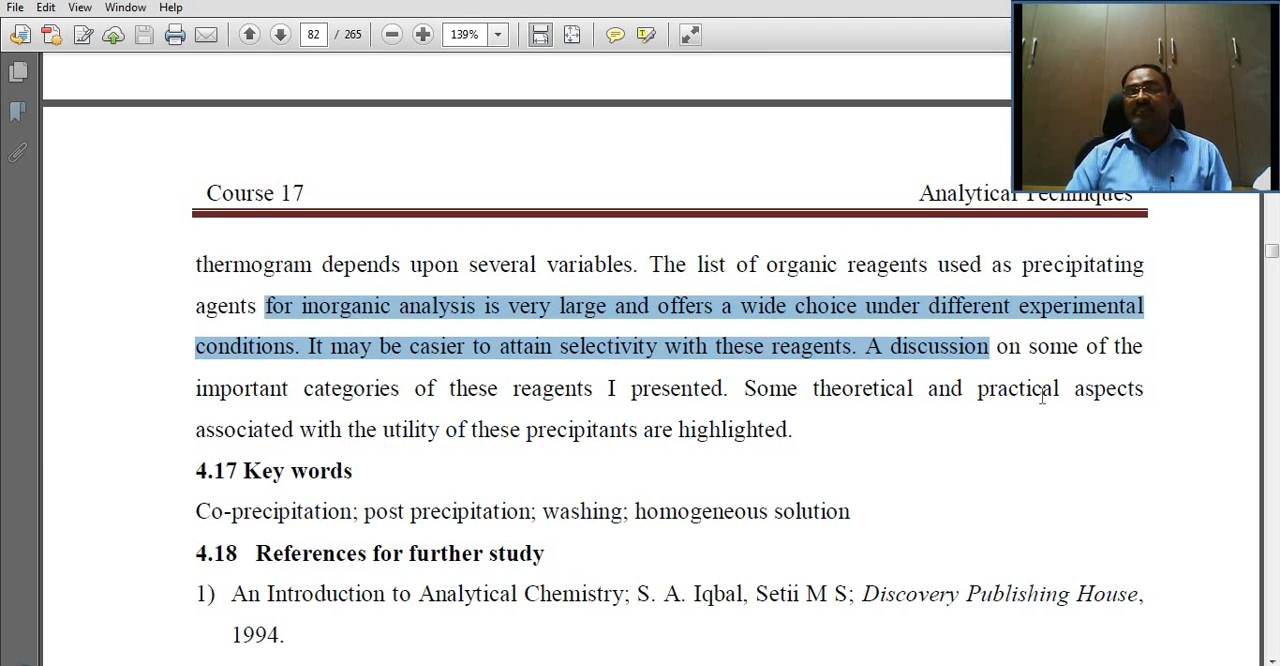 File Edit View Window Help
82 / 265 139%
Course 17 Analytical Techniques
thermogram depends upon several variables. The list of organic reagents used as precipitating
agents for inorganic analysis is very large and offers a wide choice under different experimental
conditions. It may be casier to attain selectivity with these reagents. A discussion on some of the
important categories of these reagents I presented. Some theoretical and practical aspects
associated with the utility of these precipitants are highlighted.
4.17 Key words
Co-precipitation; post precipitation; washing; homogeneous solution
4.18 References for further study
1) An Introduction to Analytical Chemistry; S. A. Iqbal, Setii M S; Discovery Publishing House,
1994.